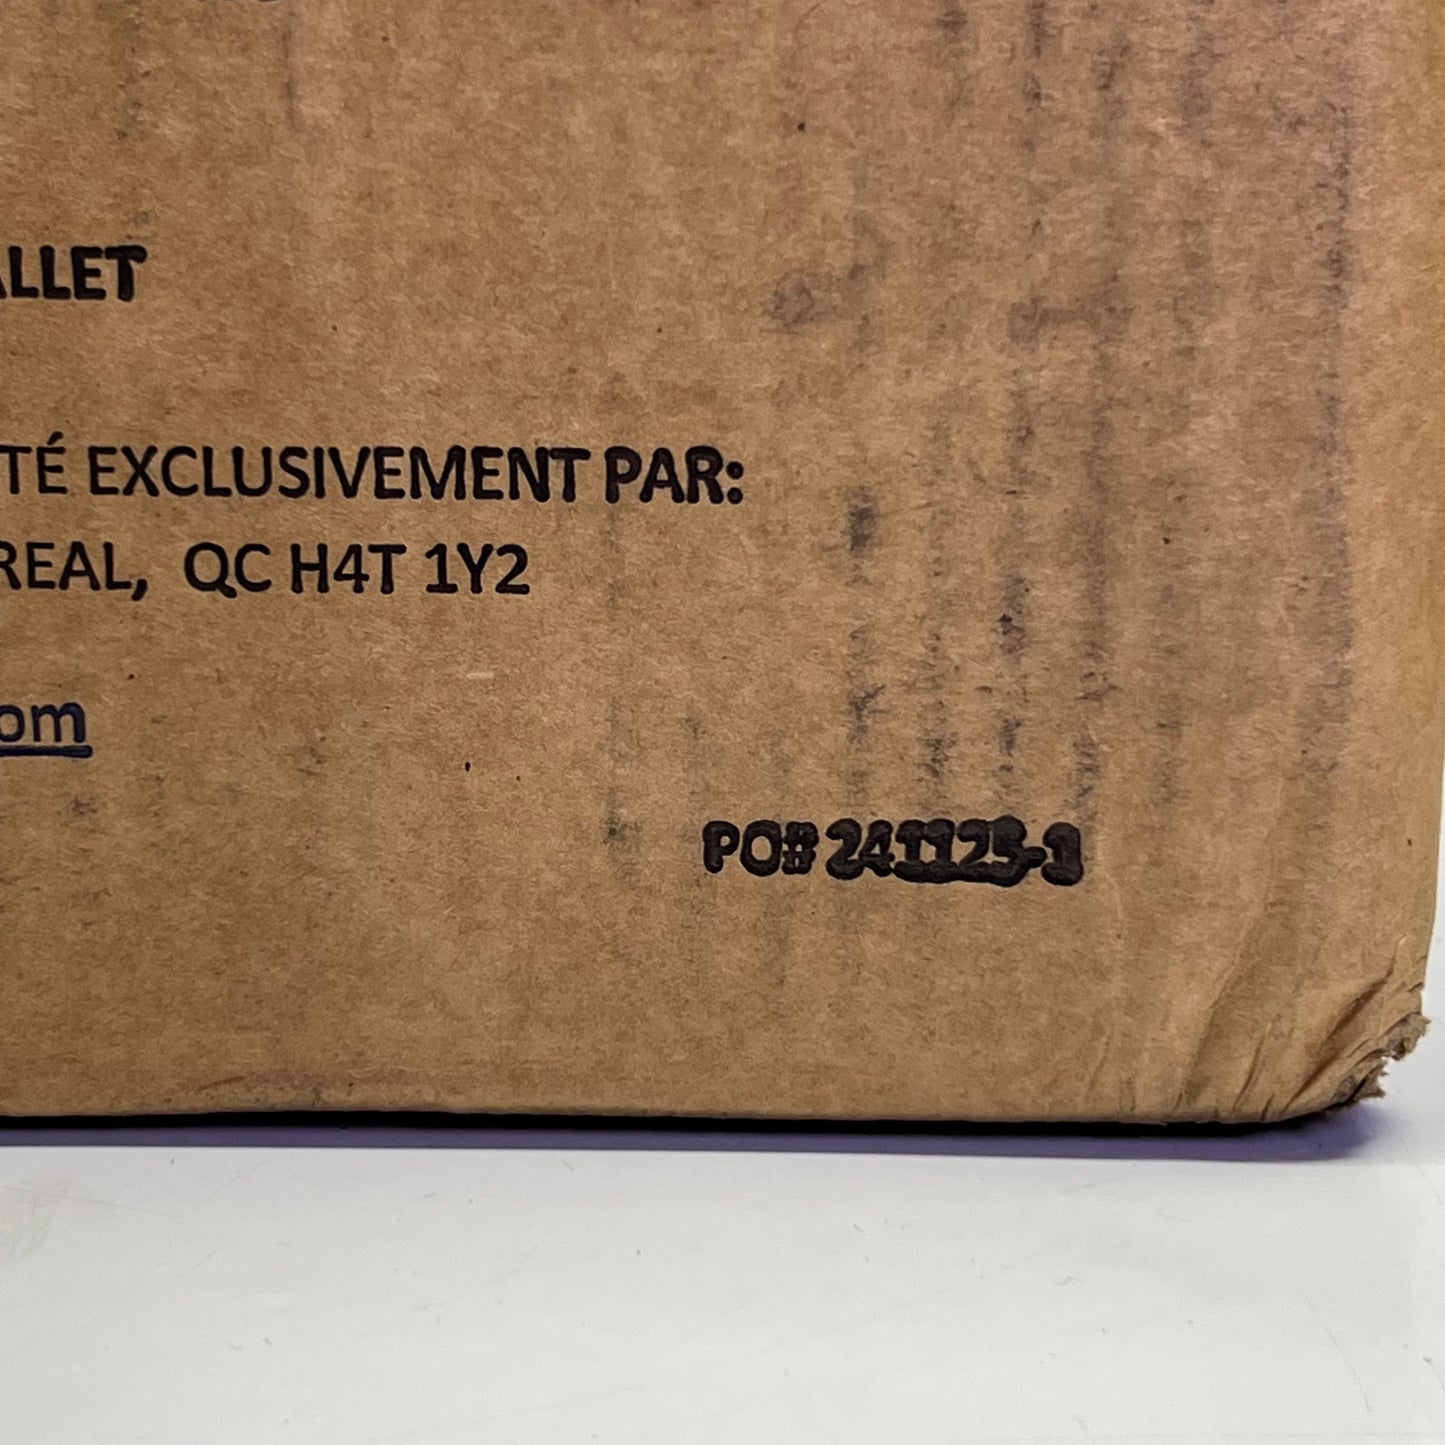 ALLET
TÉ EXCLUSIVEMENT PAR:
REAL, QC H4T 1Y2
om
PO# 241125-1